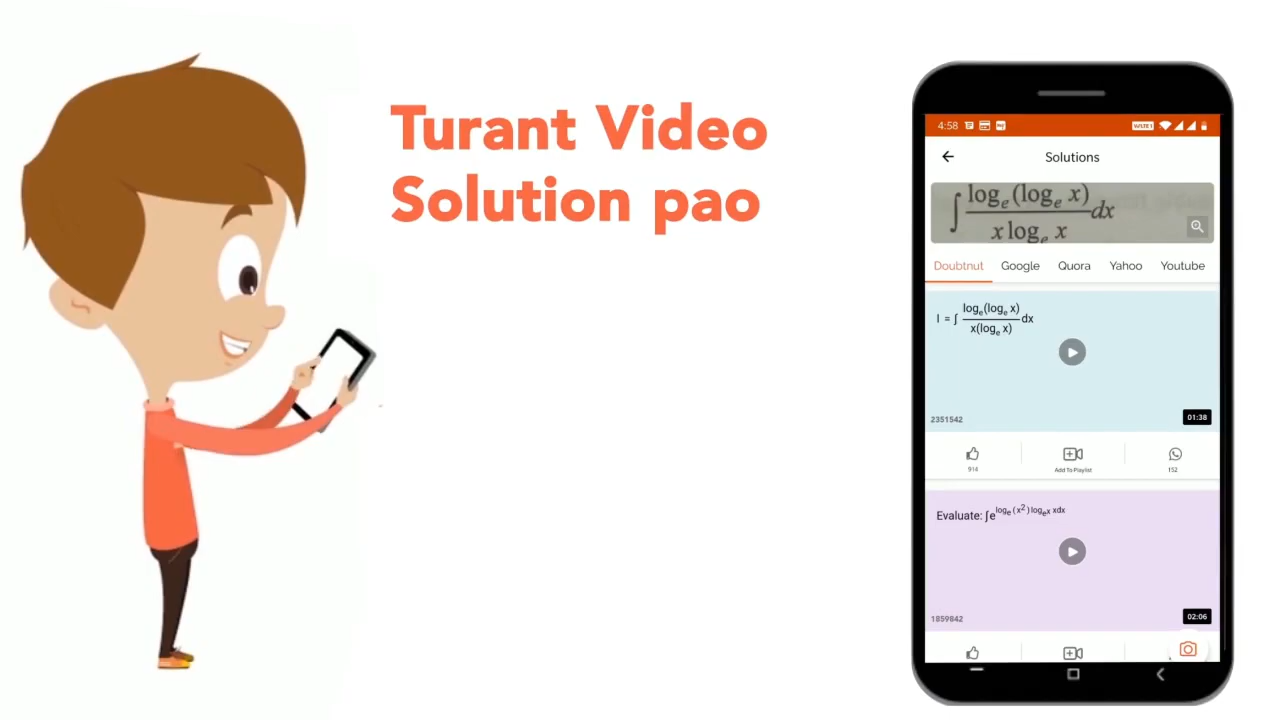 Turant Video
Solution pao
4:58
Solutions
∫ logₑ(logₑ x) / x logₑ x dx
Doubtnut Google Quora Yahoo Youtube
I = ∫ logₑ(logₑ x) / x(logₑ x) dx
2351542 01:38
914 Add To Playlist 152
Evaluate: ∫e^logₑ(x²)logₑx xdx
1859842 02:06